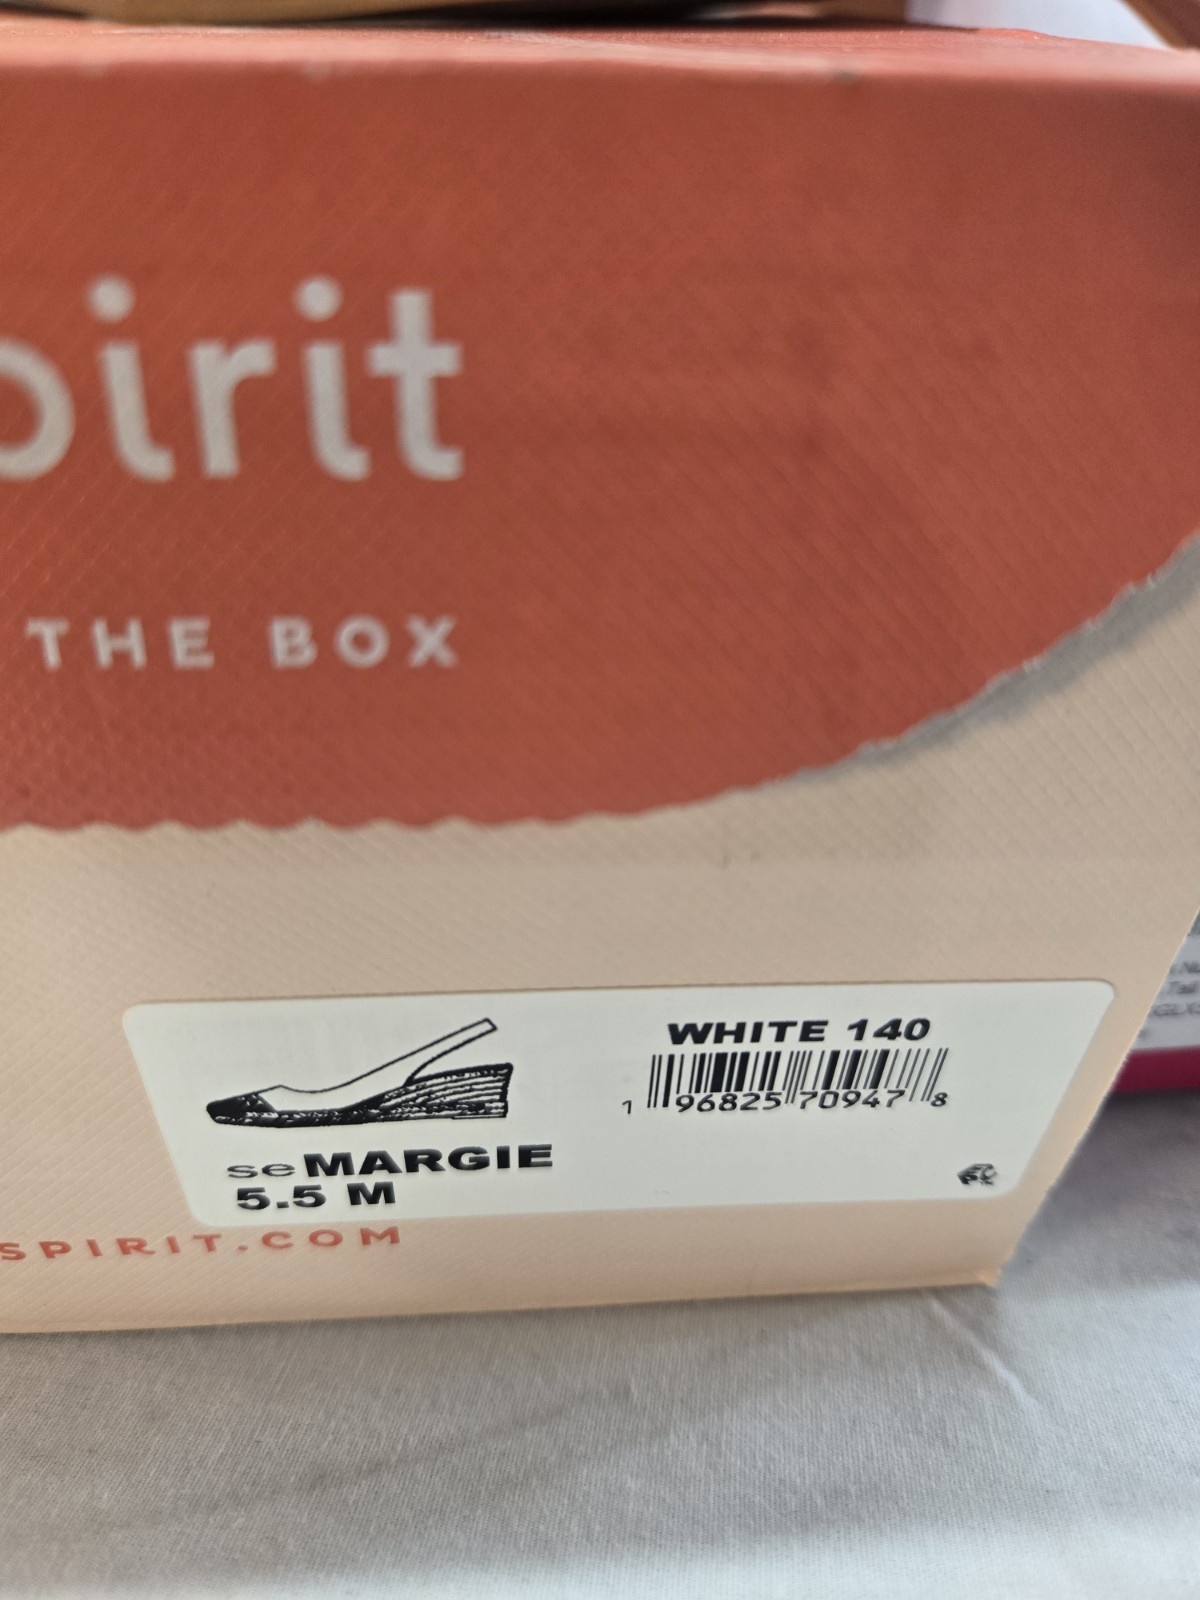 pirit
THE BOX
WHITE 140
1 96825 70947 8
seMARGIE
5.5 M
SPIRIT.COM